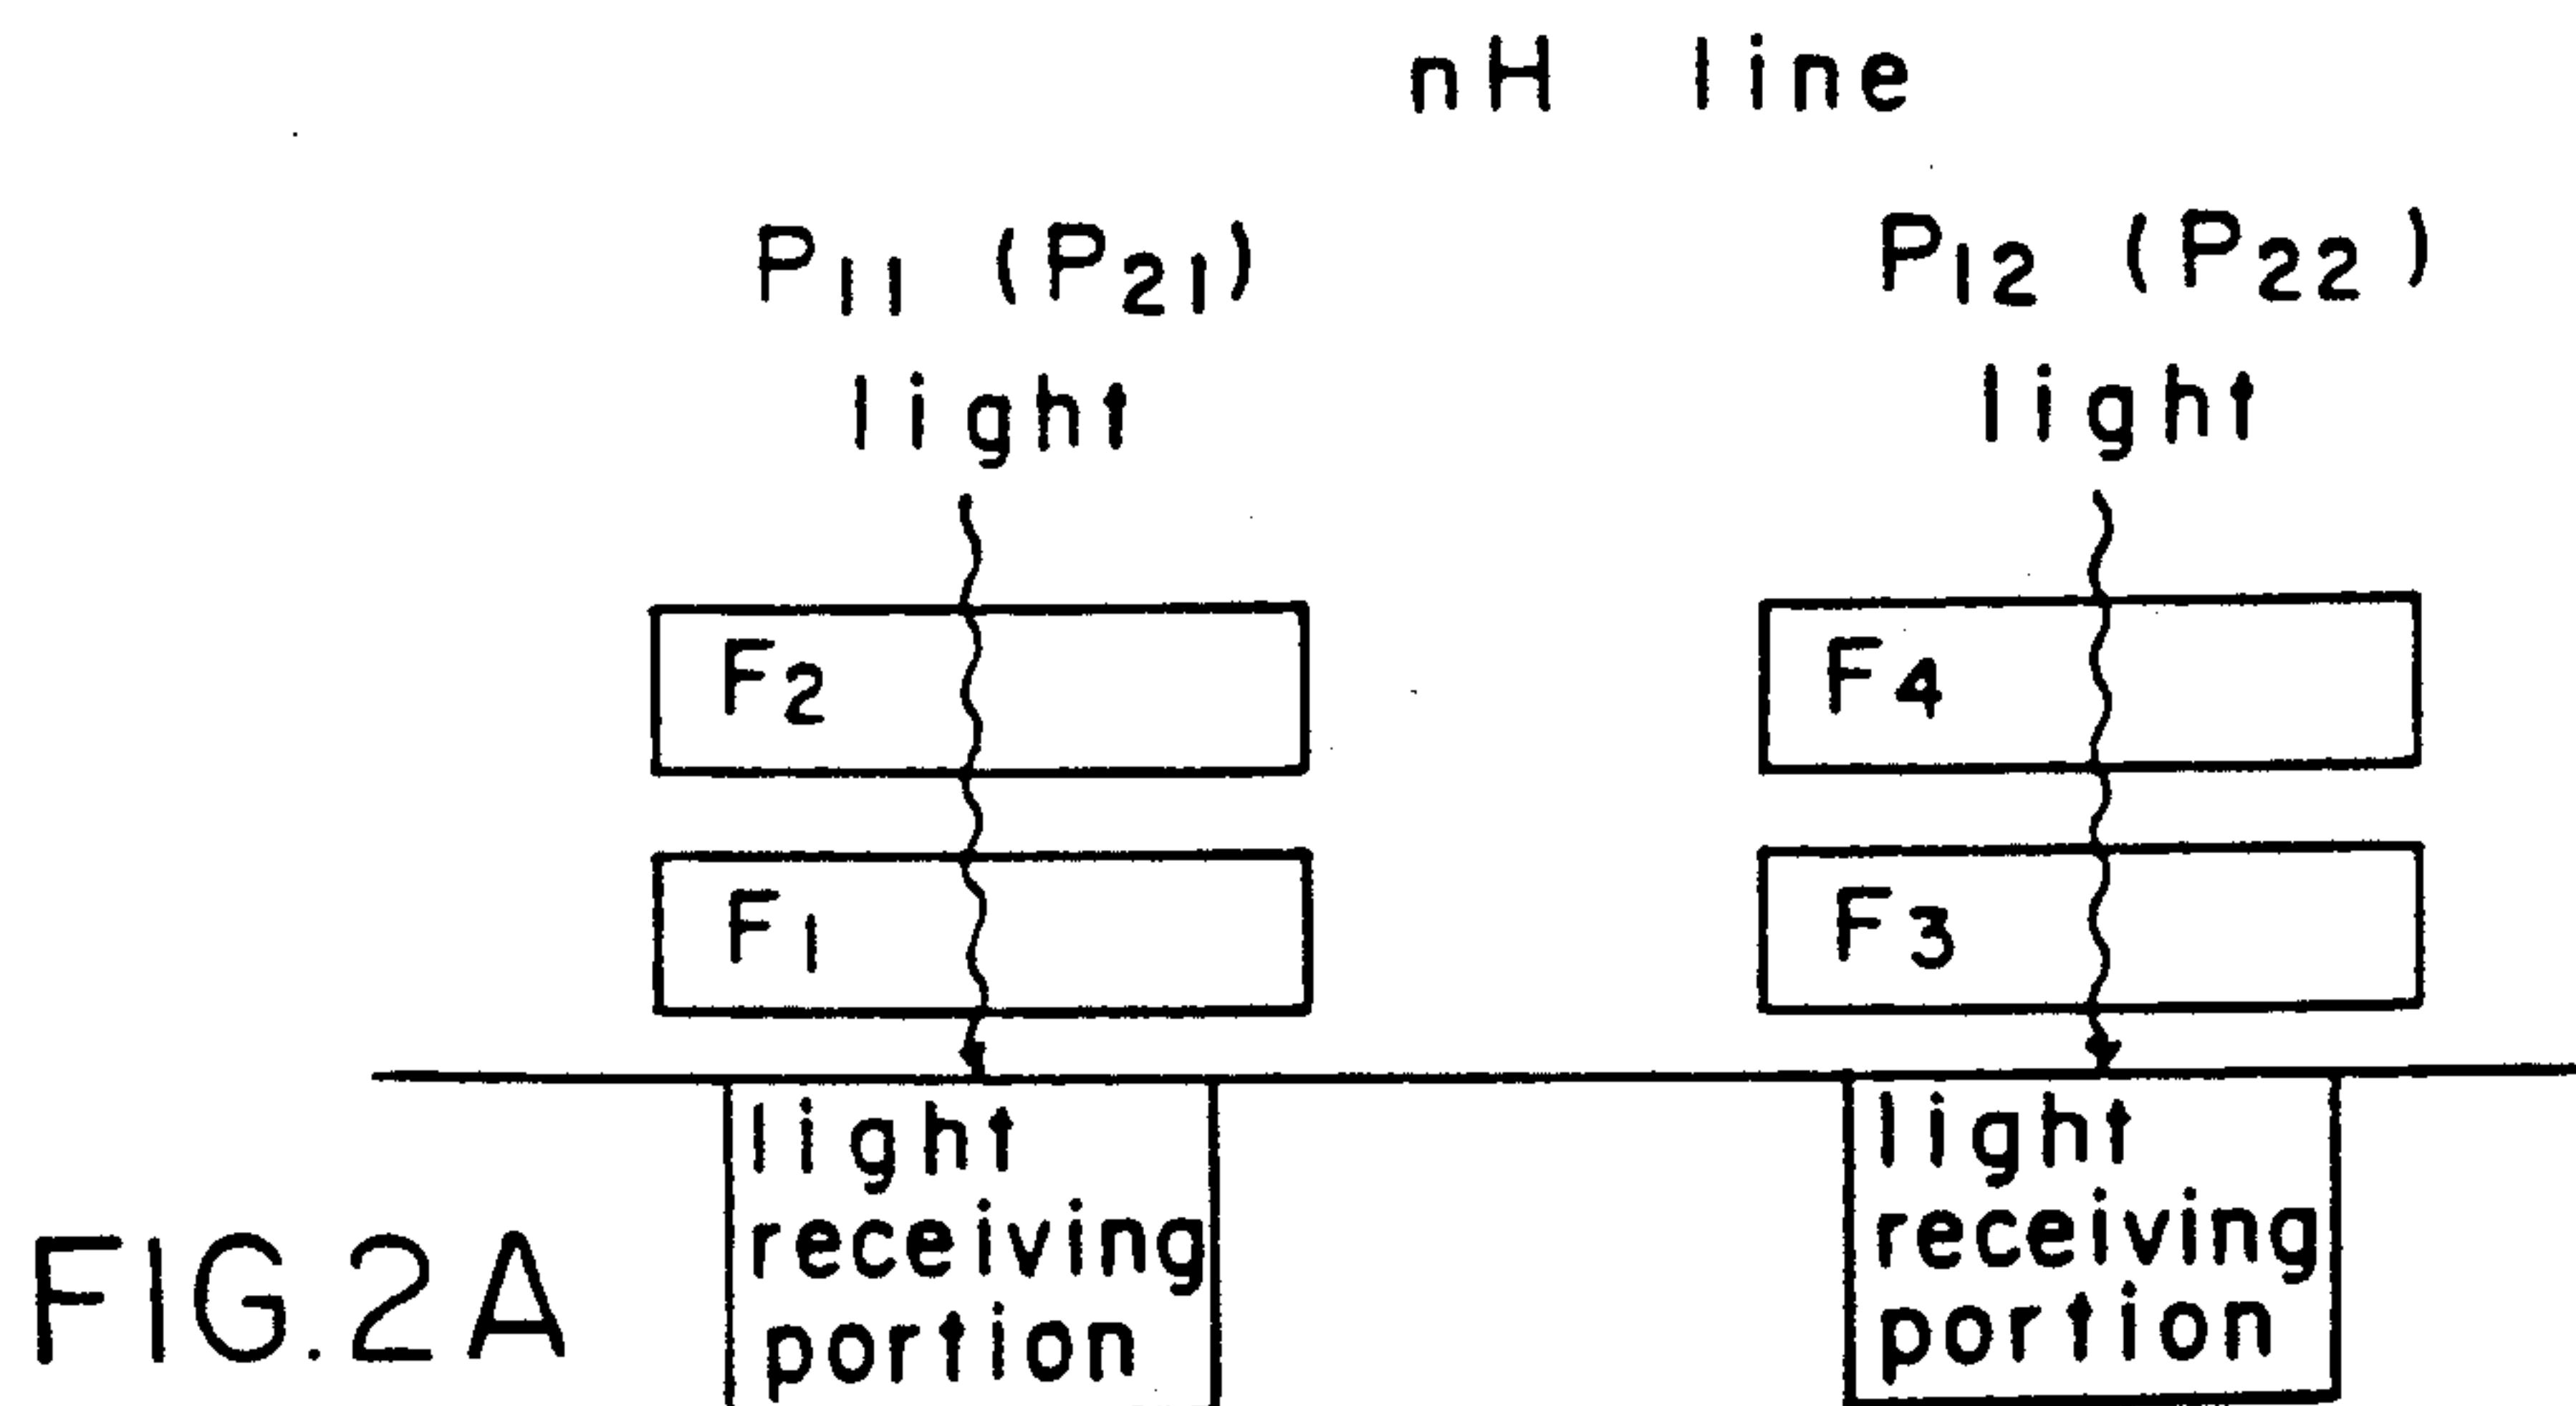 nH line
P11 (P21) P12 (P22)
light light
F2 F4
F1 F3
light light
receiving receiving
portion portion
FIG.2A